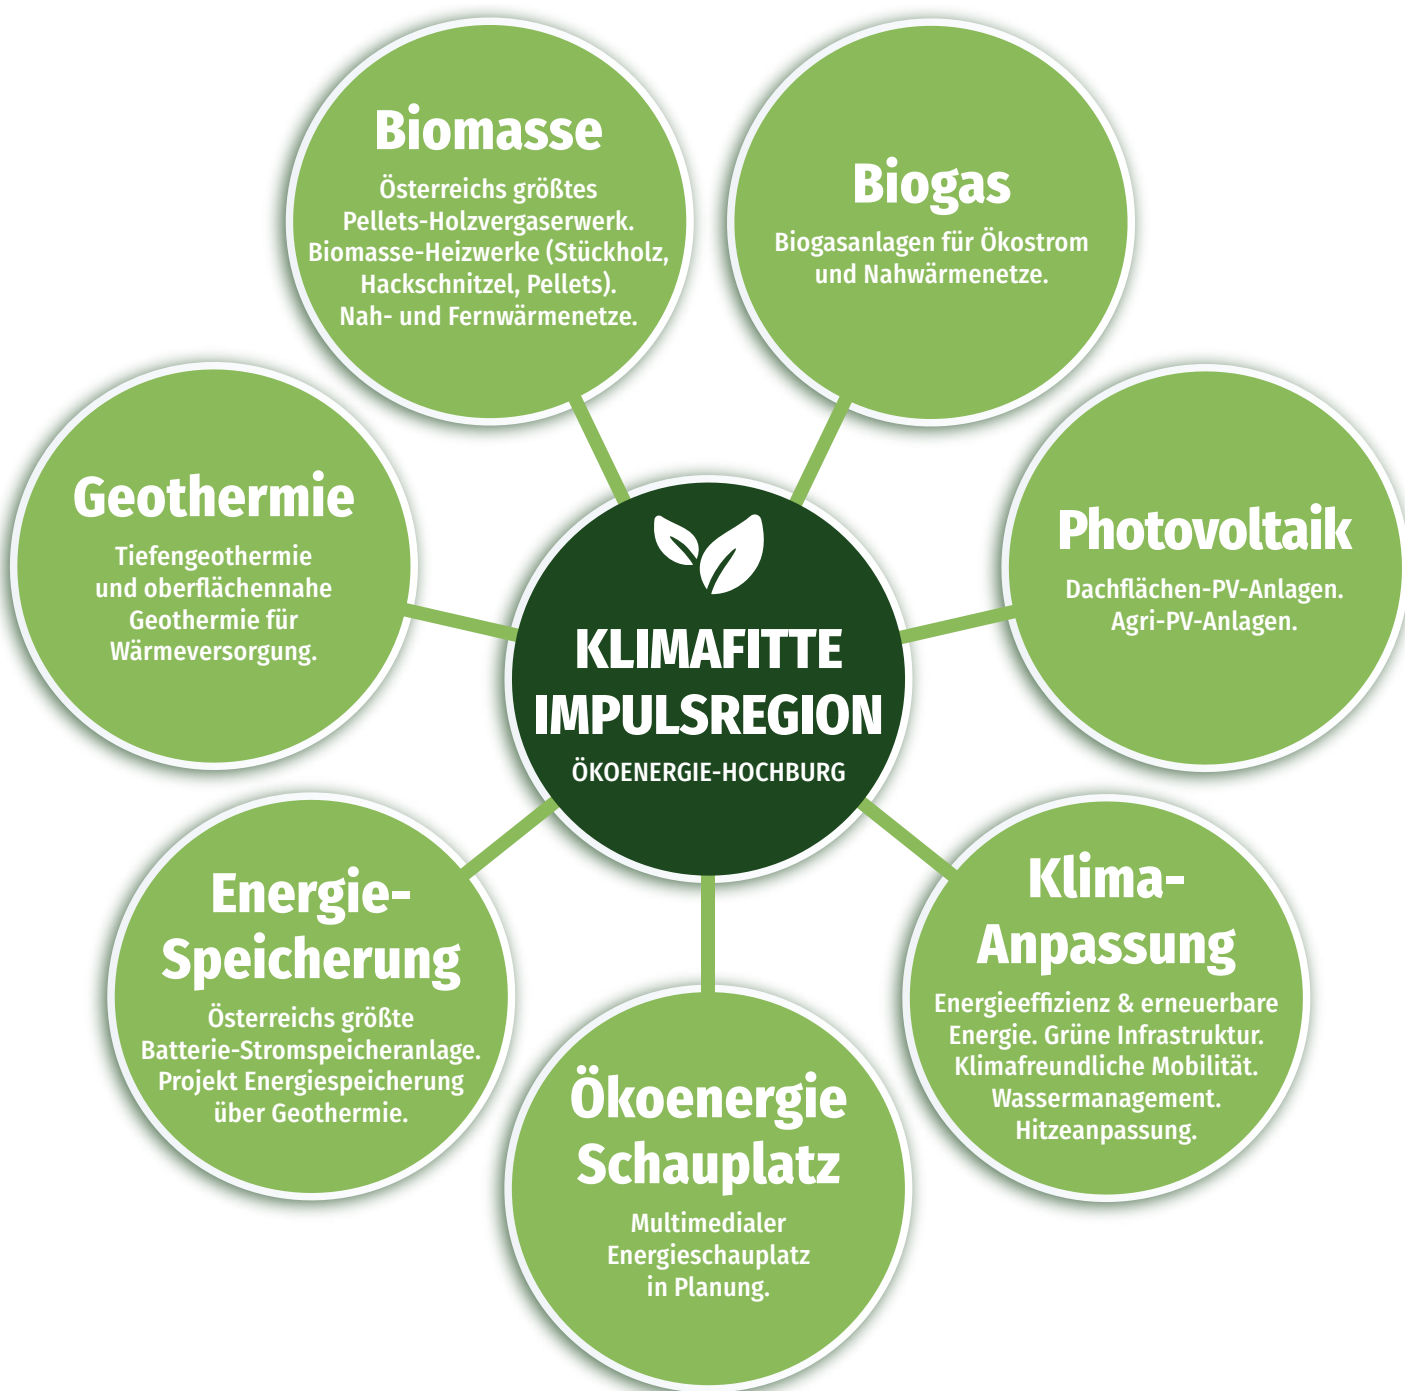 Biomasse
Österreichs größtes
Pellets-Holzvergaserwerk.
Biomasse-Heizwerke (Stückholz,
Hackschnitzel, Pellets).
Nah- und Fernwärmenetze.
Biogas
Biogasanlagen für Ökostrom
und Nahwärmenetze.
Geothermie
Tiefengeothermie
und oberflächennahe
Geothermie für
Wärmeversorgung.
Photovoltaik
Dachflächen-PV-Anlagen.
Agri-PV-Anlagen.
KLIMAFITTE
IMPULSREGION
ÖKOENERGIE-HOCHBURG
Energie-
Speicherung
Österreichs größte
Batterie-Stromspeicheranlage.
Projekt Energiespeicherung
über Geothermie.
Klima-
Anpassung
Energieeffizienz & erneuerbare
Energie. Grüne Infrastruktur.
Klimafreundliche Mobilität.
Wassermanagement.
Hitzeanpassung.
Ökoenergie
Schauplatz
Multimedialer
Energieschauplatz
in Planung.